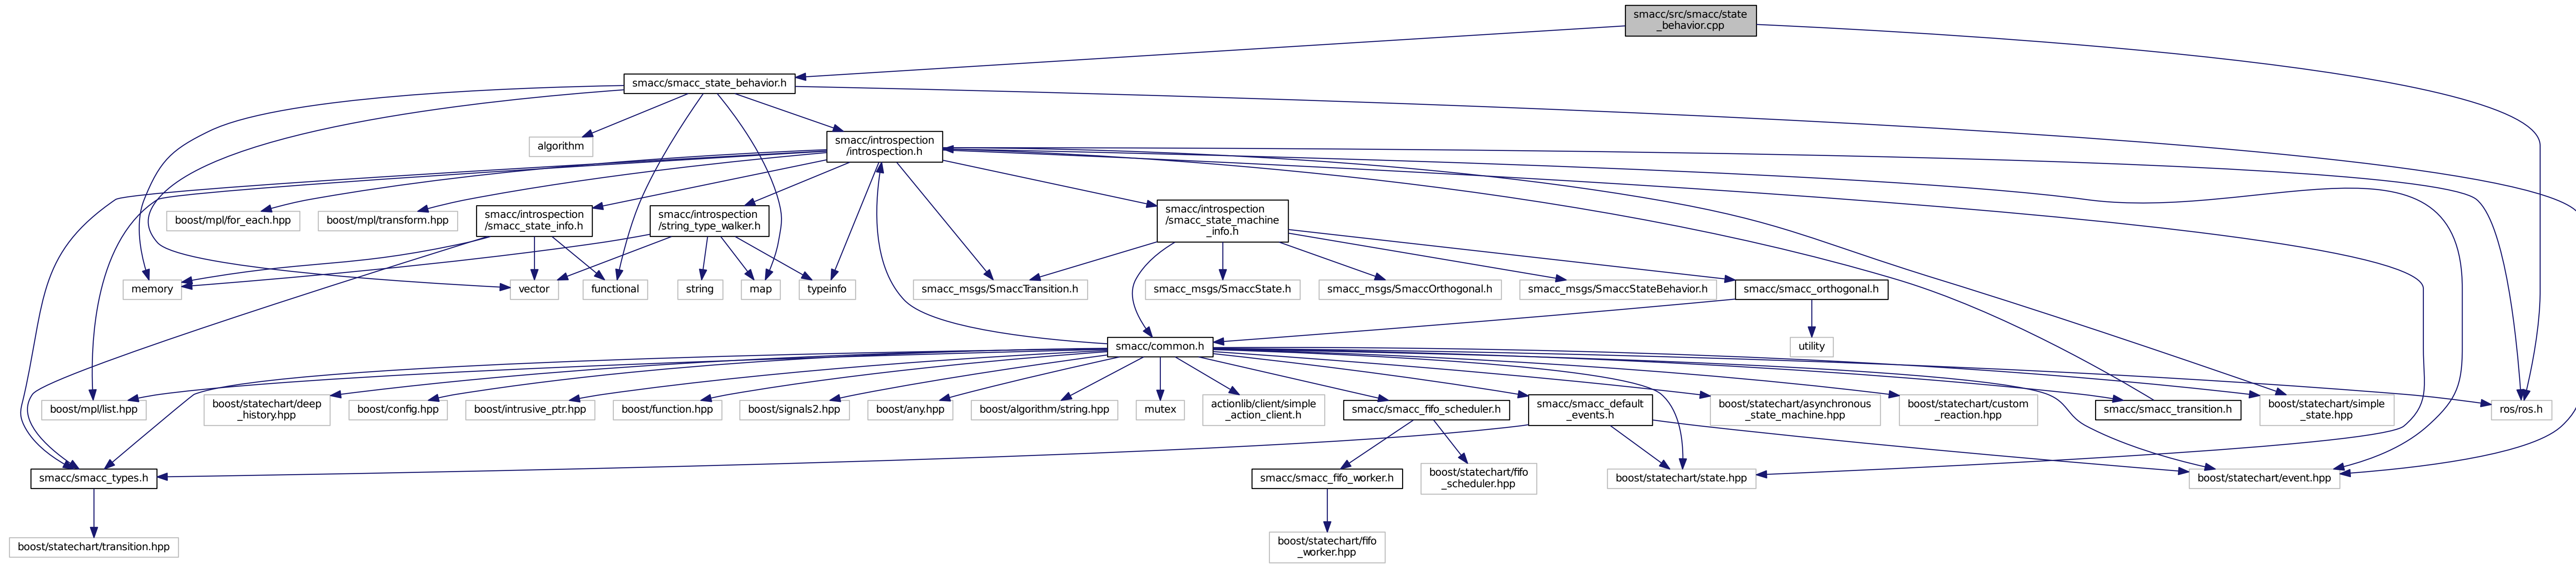 smacc/src/smacc/state
_behavior.cpp
smacc/smacc_state_behavior.h
algorithm
smacc/introspection
/introspection.h
boost/mpl/for_each.hpp
boost/mpl/transform.hpp
smacc/introspection
/smacc_state_info.h
smacc/introspection
/string_type_walker.h
smacc/introspection
/smacc_state_machine
_info.h
memory
vector
functional
string
map
typeinfo
smacc_msgs/SmaccTransition.h
smacc_msgs/SmaccState.h
smacc_msgs/SmaccOrthogonal.h
smacc_msgs/SmaccStateBehavior.h
smacc/smacc_orthogonal.h
smacc/common.h
utility
boost/mpl/list.hpp
boost/statechart/deep
_history.hpp
boost/config.hpp
boost/intrusive_ptr.hpp
boost/function.hpp
boost/signals2.hpp
boost/any.hpp
boost/algorithm/string.hpp
mutex
actionlib/client/simple
_action_client.h
smacc/smacc_fifo_scheduler.h
smacc/smacc_default
_events.h
boost/statechart/asynchronous
_state_machine.hpp
boost/statechart/custom
_reaction.hpp
smacc/smacc_transition.h
boost/statechart/simple
_state.hpp
ros/ros.h
smacc/smacc_types.h
smacc/smacc_fifo_worker.h
boost/statechart/fifo
_scheduler.hpp
boost/statechart/state.hpp
boost/statechart/event.hpp
boost/statechart/transition.hpp
boost/statechart/fifo
_worker.hpp